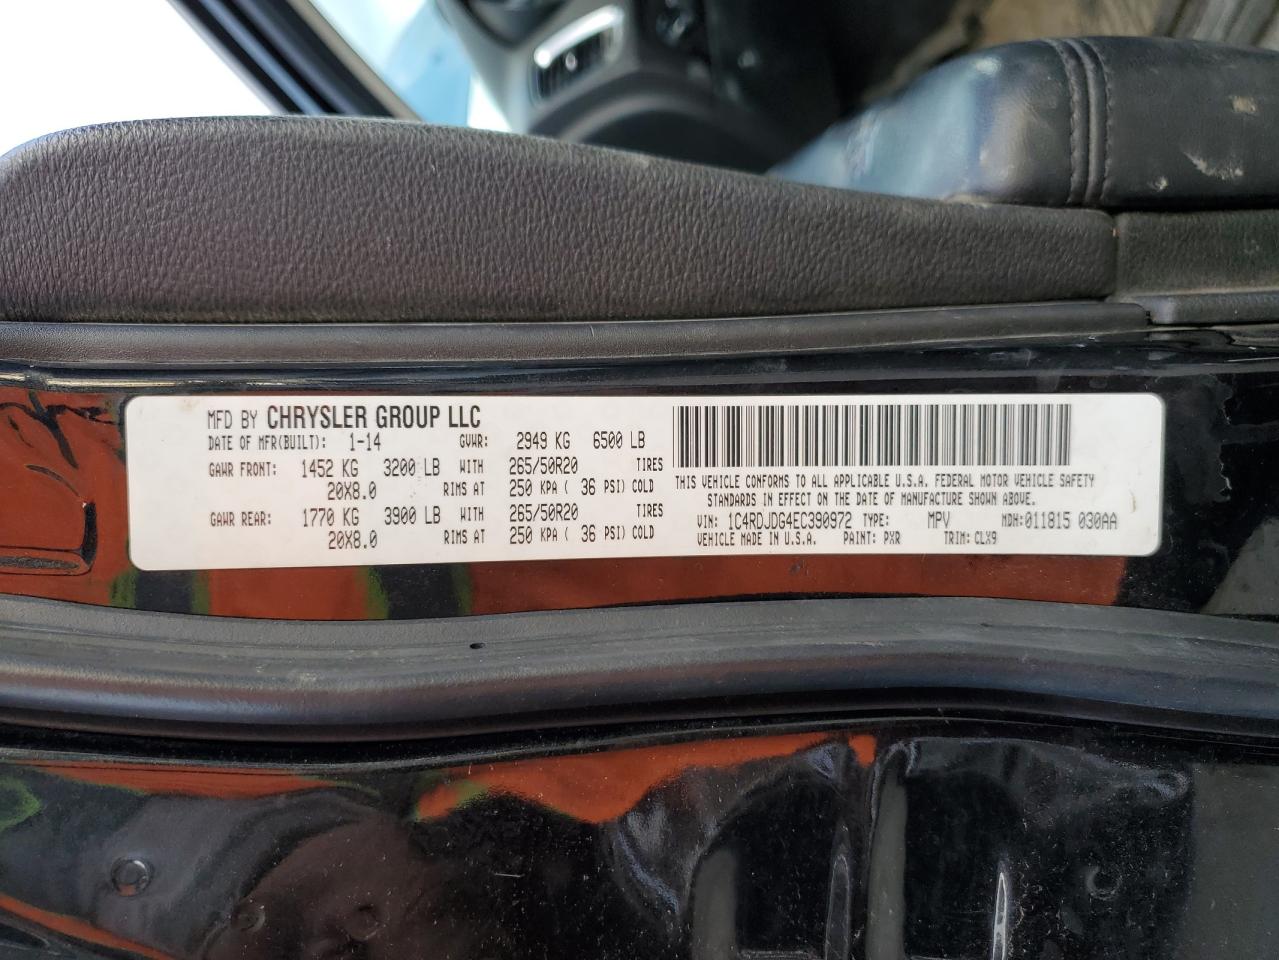 MFD BY CHRYSLER GROUP LLC
DATE OF MFR(BUILT): 1-14 GVWR: 2949 KG 6500 LB
GAWR FRONT: 1452 KG 3200 LB WITH 265/50R20 TIRES
20X8.0 RIMS AT 250 KPA ( 36 PSI) COLD
GAWR REAR: 1770 KG 3900 LB WITH 265/50R20 TIRES
20X8.0 RIMS AT 250 KPA ( 36 PSI) COLD
THIS VEHICLE CONFORMS TO ALL APPLICABLE U.S.A. FEDERAL MOTOR VEHICLE SAFETY
STANDARDS IN EFFECT ON THE DATE OF MANUFACTURE SHOWN ABOVE.
VIN: 1C4RDJDG4EC390972 TYPE: MPV MDH: 011815 030AA
VEHICLE MADE IN U.S.A. PAINT: PXR TRIM: CLX9